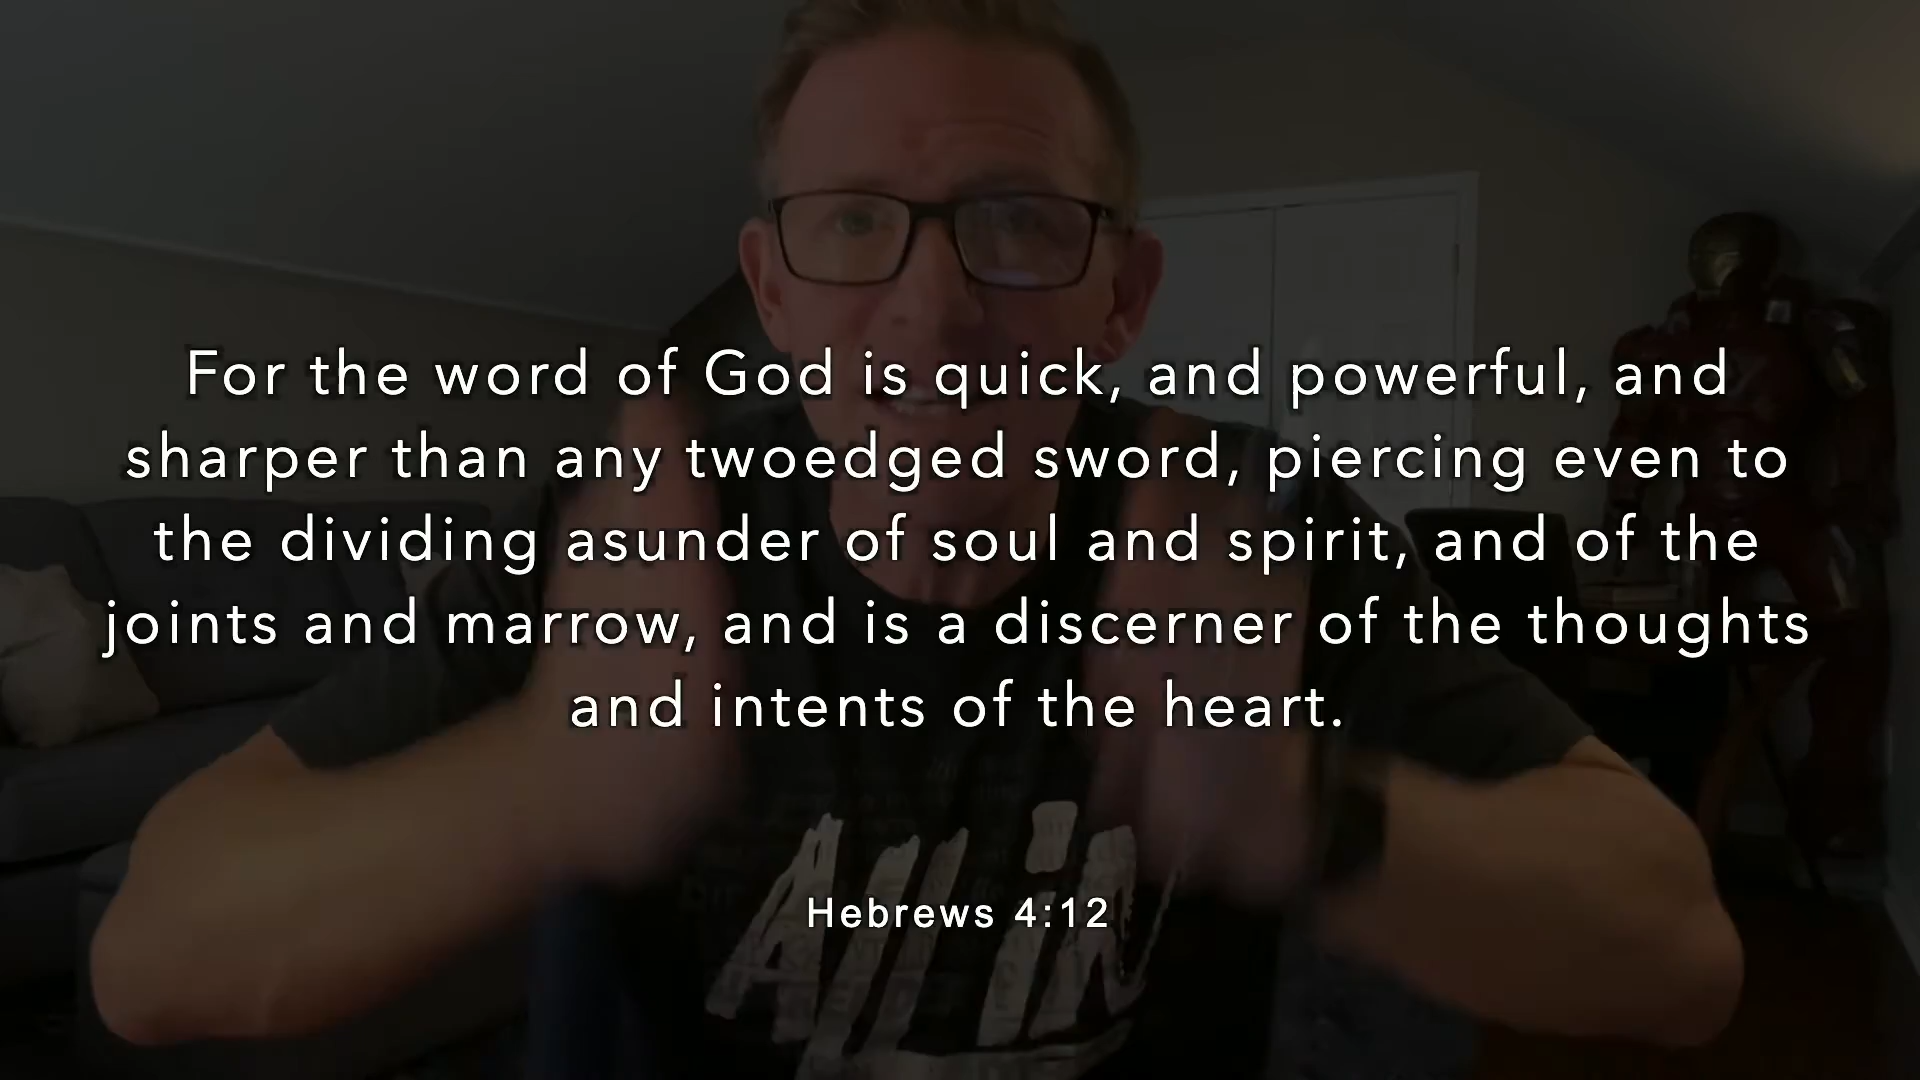 For the word of God is quick, and powerful, and
sharper than any twoedged sword, piercing even to
the dividing asunder of soul and spirit, and of the
joints and marrow, and is a discerner of the thoughts
and intents of the heart.
Hebrews 4:12
All in